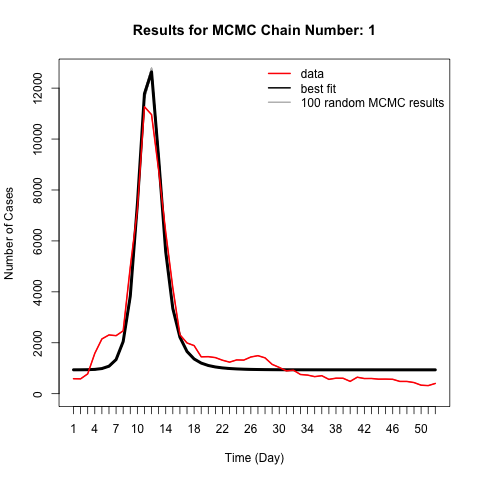 Results for MCMC Chain Number: 1
data
best fit
100 random MCMC results
Number of Cases
12000
10000
8000
6000
4000
2000
0
1 4 7 10 14 18 22 26 30 34 38 42 46 50
Time (Day)